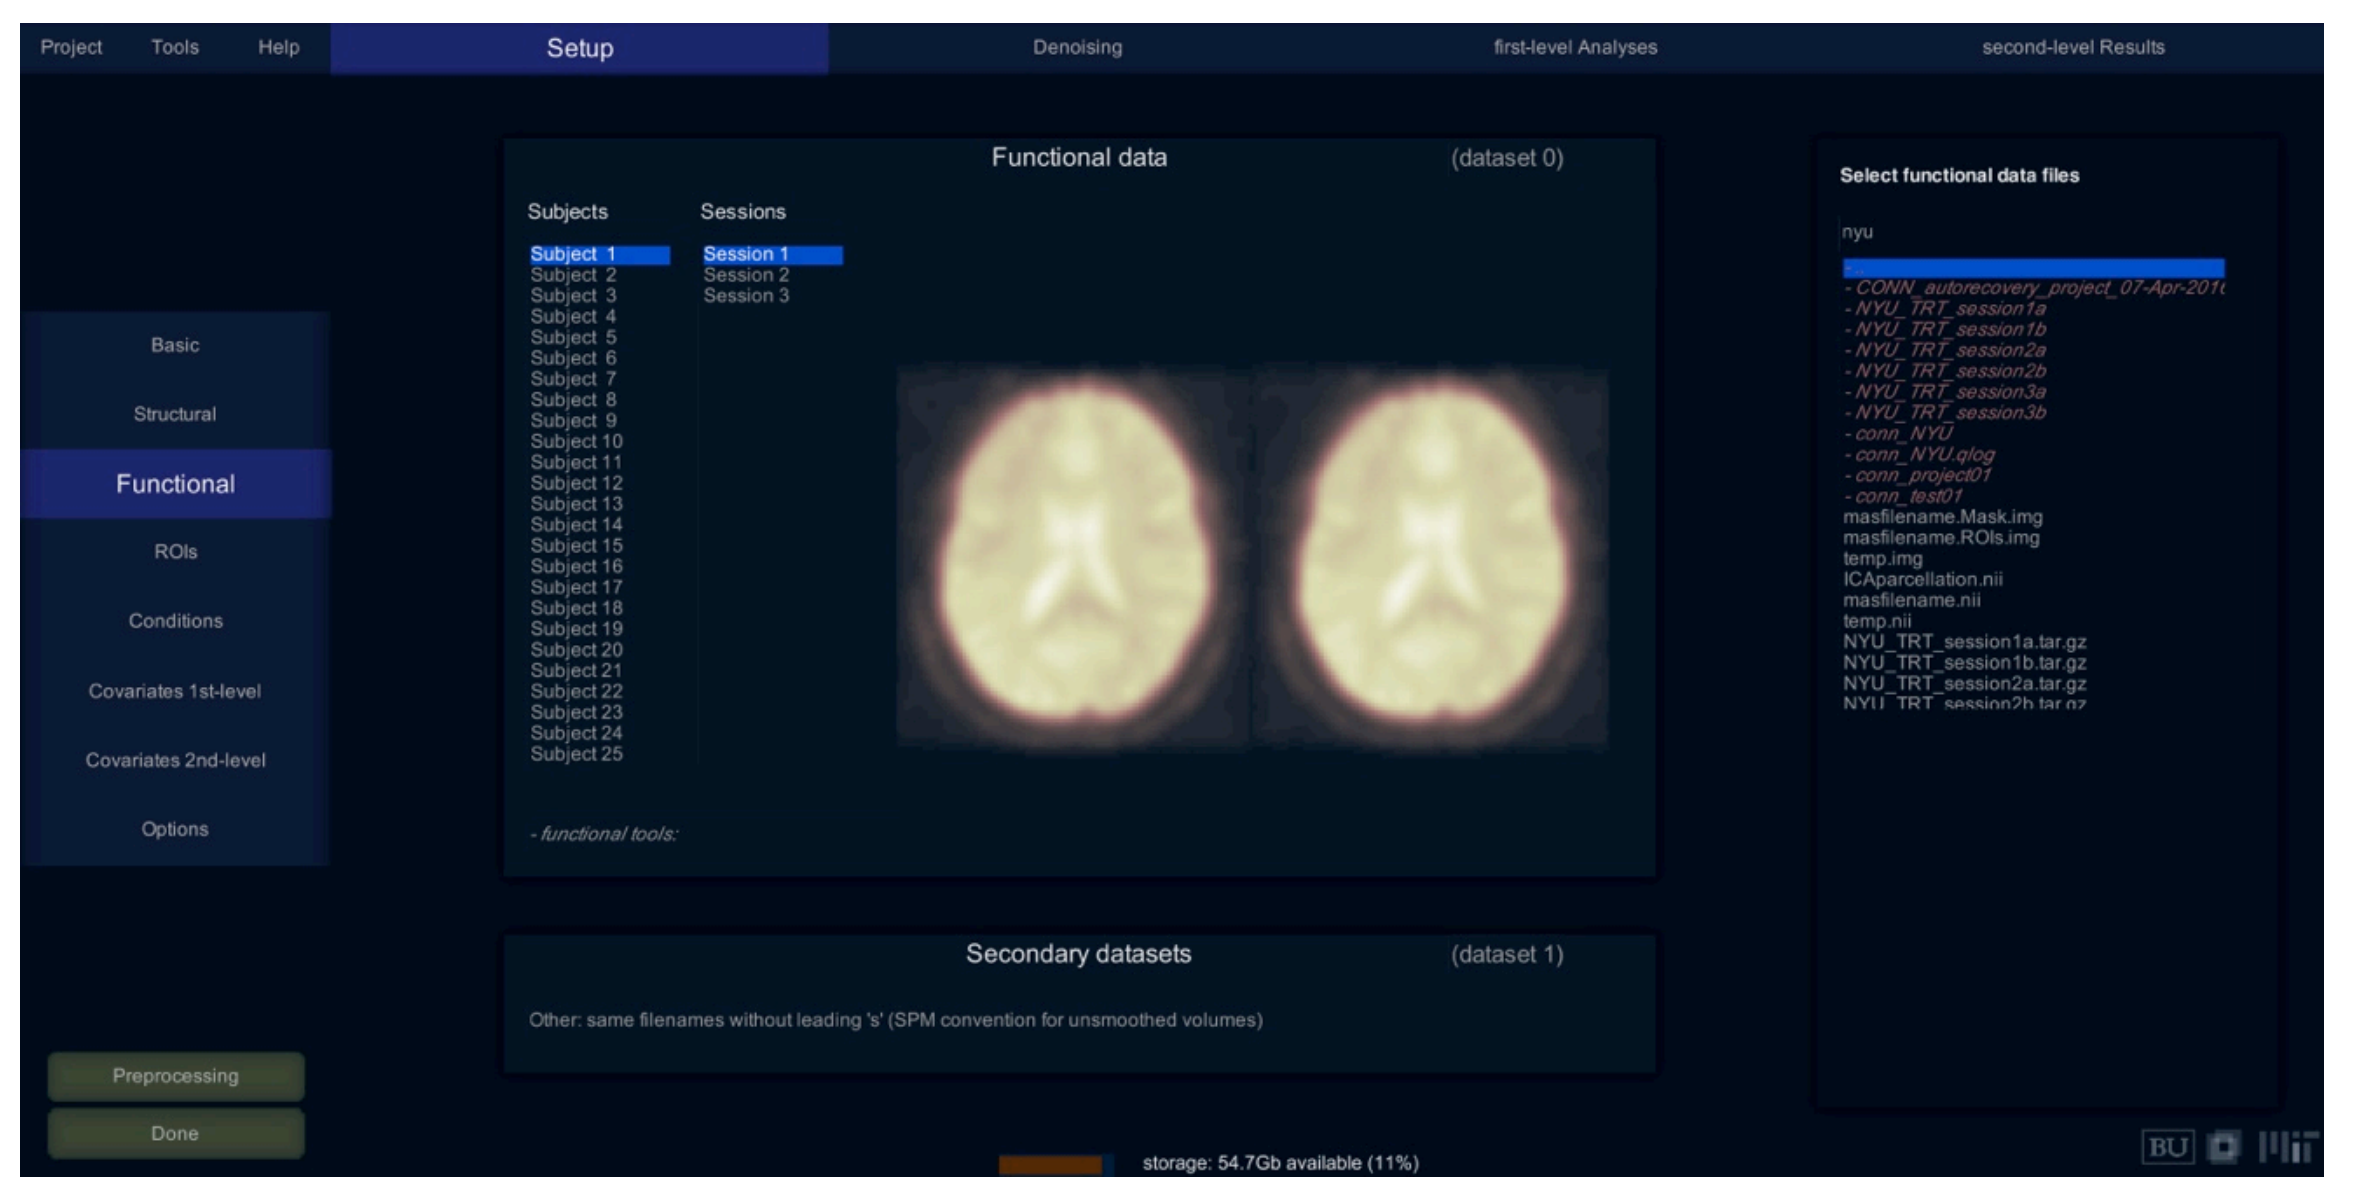 Project Tools Help Setup Denoising first-level Analyses second-level Results
Functional data (dataset 0)
Subjects Sessions
Subject 1
Subject 2
Subject 3
Subject 4
Subject 5
Subject 6
Subject 7
Subject 8
Subject 9
Subject 10
Subject 11
Subject 12
Subject 13
Subject 14
Subject 15
Subject 16
Subject 17
Subject 18
Subject 19
Subject 20
Subject 21
Subject 22
Subject 23
Subject 24
Subject 25
Session 1
Session 2
Session 3
- functional tools:
Basic
Structural
Functional
ROIs
Conditions
Covariates 1st-level
Covariates 2nd-level
Options
Preprocessing
Done
Secondary datasets (dataset 1)
Other: same filenames without leading 's' (SPM convention for unsmoothed volumes)
storage: 54.7Gb available (11%)
Select functional data files
nyu
- ..
- CONN_autorecovery_project_07-Apr-201
- NYU_TRT_session1a
- NYU_TRT_session1b
- NYU_TRT_session2a
- NYU_TRT_session2b
- NYU_TRT_session3a
- NYU_TRT_session3b
- conn_NYU
- conn_NYU.qlog
- conn_project01
- conn_test01
masfilename.Mask.img
masfilename.ROIs.img
temp.img
ICAparcellation.nii
masfilename.nii
temp.nii
NYU_TRT_session1a.tar.gz
NYU_TRT_session1b.tar.gz
NYU_TRT_session2a.tar.gz
NYU_TRT_session2b.tar.gz
BU MIT